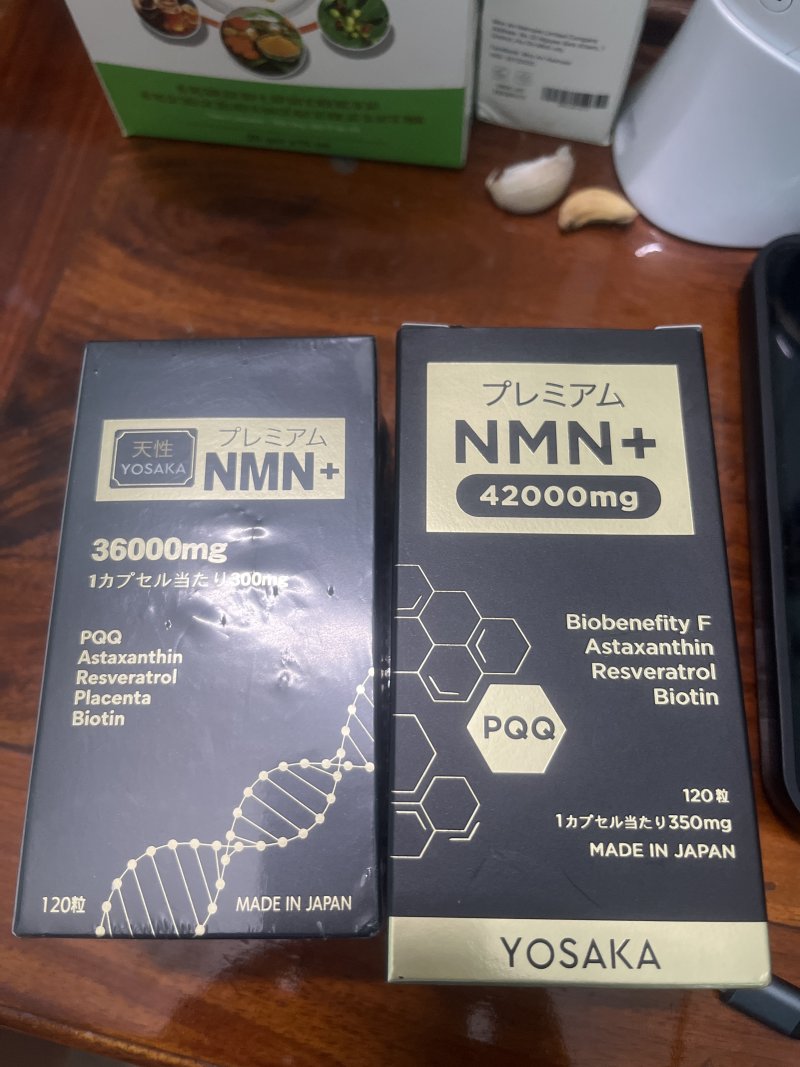 天性
YOSAKA
プレミアム
NMN+
36000mg
1カプセル当たり300mg
PQQ
Astaxanthin
Resveratrol
Placenta
Biotin
120粒
MADE IN JAPAN
プレミアム
NMN+
42000mg
Biobenefity F
Astaxanthin
Resveratrol
Biotin
PQQ
120粒
1カプセル当たり350mg
MADE IN JAPAN
YOSAKA